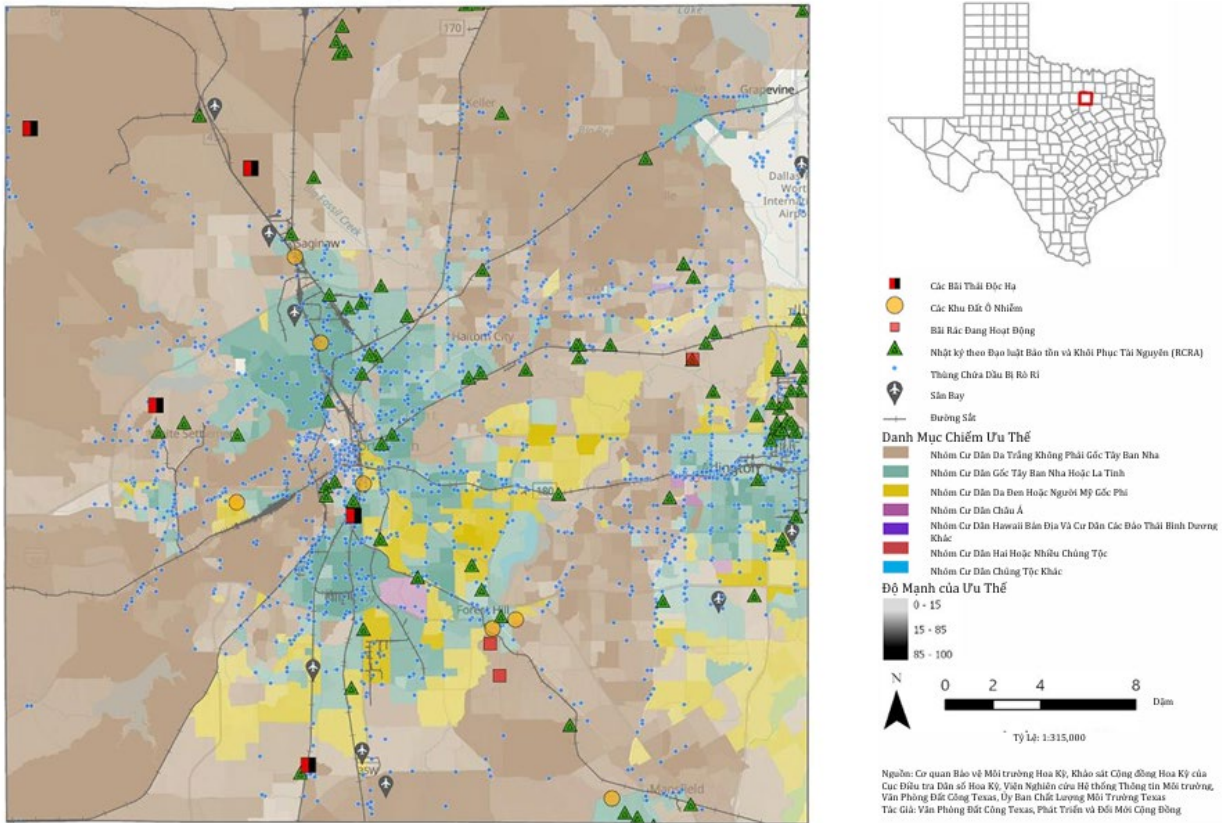 Lake
170
Grapevine
Keller
Dallas
Wort
Internati
Airpo
Fossil Creek
Saginaw
Haltom City
White Settlem
lington
180
Forest Hill
Mansfield
Các Bãi Thải Độc Hạ
Các Khu Đất Ô Nhiễm
Bãi Rác Đang Hoạt Động
Nhật ký theo Đạo luật Bảo tồn và Khôi Phục Tài Nguyên (RCRA)
Thùng Chứa Dầu Bị Rò Rỉ
Sân Bay
Đường Sắt
Danh Mục Chiếm Ưu Thế
Nhóm Cư Dân Da Trắng Không Phải Gốc Tây Ban Nha
Nhóm Cư Dân Gốc Tây Ban Nha Hoặc La Tinh
Nhóm Cư Dân Da Đen Hoặc Người Mỹ Gốc Phi
Nhóm Cư Dân Châu Á
Nhóm Cư Dân Hawaii Bản Địa Và Cư Dân Các Đảo Thái Bình Dương
Khác
Nhóm Cư Dân Hai Hoặc Nhiều Chủng Tộc
Nhóm Cư Dân Chủng Tộc Khác
Độ Mạnh của Ưu Thế
0 - 15
15 - 85
85 - 100
N
0 2 4 8
Dặm
Tỷ Lệ: 1:315,000
Nguồn: Cơ quan Bảo vệ Môi trường Hoa Kỳ, Khảo sát Cộng đồng Hoa Kỳ của
Cục Điều tra Dân số Hoa Kỳ, Viện Nghiên cứu Hệ thống Thông tin Môi trường,
Văn Phòng Đất Công Texas, Ủy Ban Chất Lượng Môi Trường Texas
Tác Giả: Văn Phòng Đất Công Texas, Phát Triển và Đổi Mới Cộng Đồng